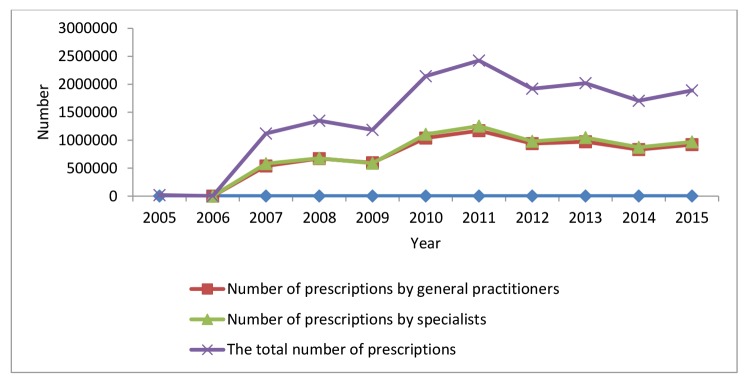 3000000
2500000
2000000
1500000
1000000
500000
0
Number
2005 2006 2007 2008 2009 2010 2011 2012 2013 2014 2015
Year
Number of prescriptions by general practitioners
Number of prescriptions by specialists
The total number of prescriptions